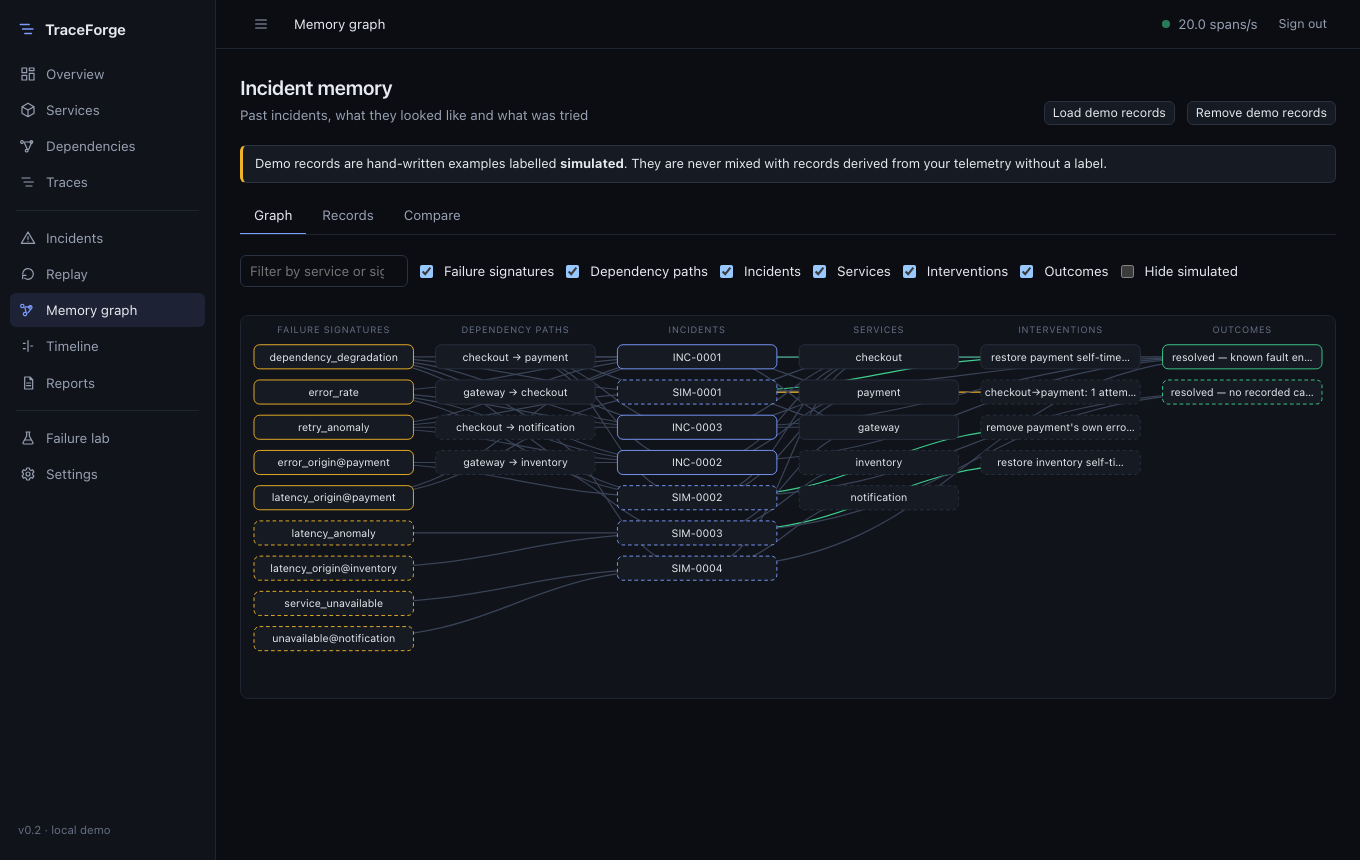 TraceForge
Overview
Services
Dependencies
Traces
Incidents
Replay
Memory graph
Timeline
Reports
Failure lab
Settings
v0.2 · local demo
Memory graph
20.0 spans/s
Sign out
Incident memory
Past incidents, what they looked like and what was tried
Load demo records
Remove demo records
Demo records are hand-written examples labelled simulated. They are never mixed with records derived from your telemetry without a label.
Graph
Records
Compare
Filter by service or sig
Failure signatures
Dependency paths
Incidents
Services
Interventions
Outcomes
Hide simulated
FAILURE SIGNATURES
DEPENDENCY PATHS
INCIDENTS
SERVICES
INTERVENTIONS
OUTCOMES
dependency_degradation
checkout → payment
INC-0001
checkout
restore payment self-time…
resolved — known fault en…
error_rate
gateway → checkout
SIM-0001
payment
checkout→payment: 1 attem…
resolved — no recorded ca…
retry_anomaly
checkout → notification
INC-0003
gateway
remove payment's own erro…
error_origin@payment
gateway → inventory
INC-0002
inventory
restore inventory self-ti…
latency_origin@payment
SIM-0002
notification
latency_anomaly
SIM-0003
latency_origin@inventory
SIM-0004
service_unavailable
unavailable@notification